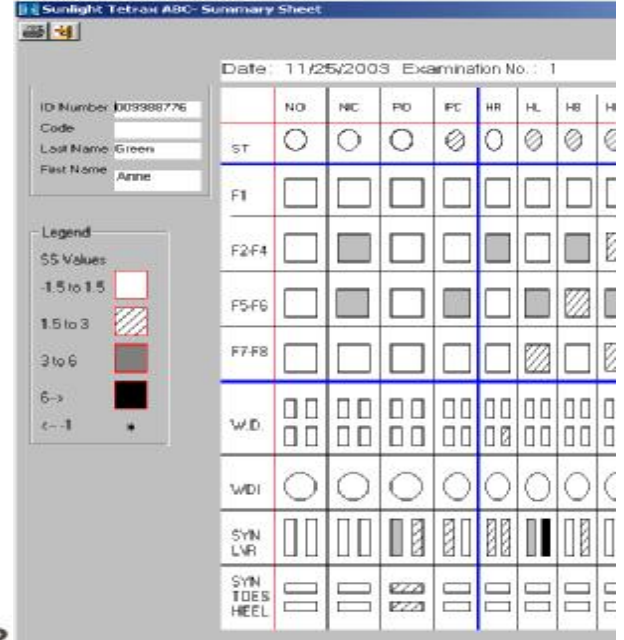 Sunlight Tetrax ABC- Summary Sheet
Date: 11/25/2003 Examination No.: 1
ID Number 009988776
Code
Last Name Green
First Name Anne
NO NC PO PC HR HL HB
ST
F1
F2-F4
F5-F6
F7-F8
W.D.
WDI
SYN
L\/R
SYN
TOES
HEEL
Legend
SS Values
-1.5 to 1.5
1.5 to 3
3 to 6
6->
<--1 *